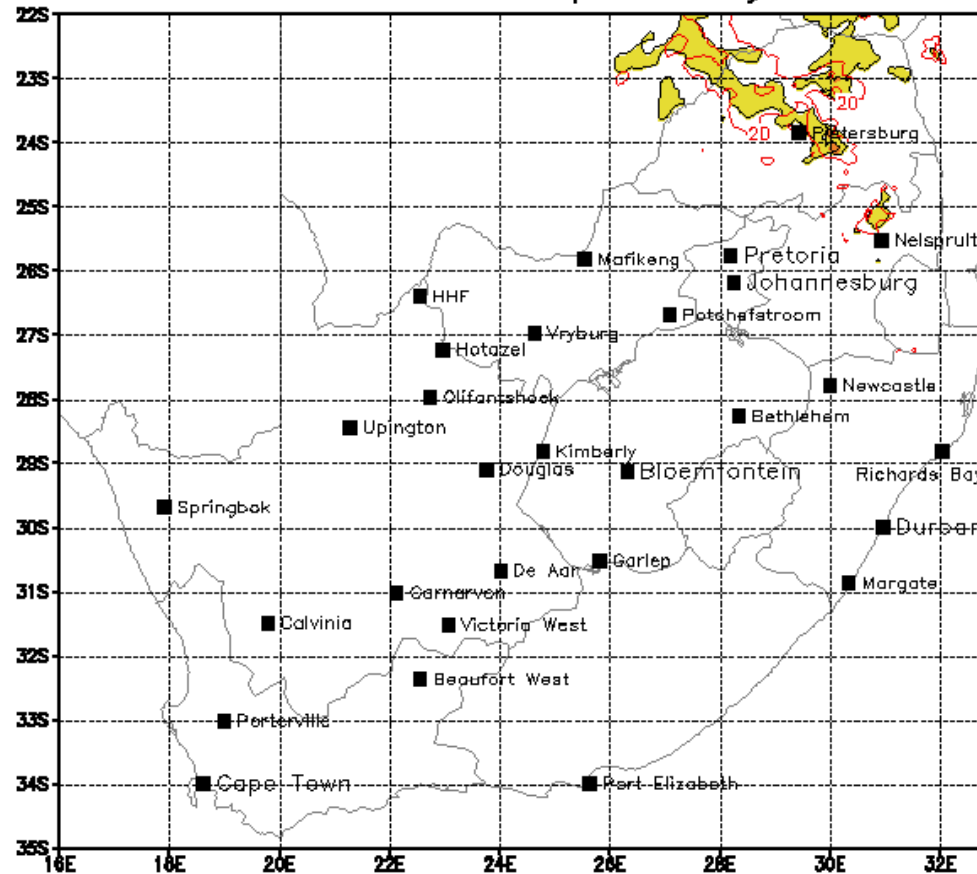 22S
23S
20
20
Pietersburg
24S
25S
Nelspruit
Pretoria
Mafikeng
26S
Johannesburg
HHF
Potchefstroom
27S
Vryburg
Hotazel
Newcastle
28S
Olifantshoek
Bethlehem
Upington
Kimberly
29S
Douglas
Bloemfontein
Richards Bay
Springbok
30S
Durban
Garlep
De Aar
Margate
31S
Carnarvon
Calvinia
Victoria West
32S
Beaufort West
33S
Porterville
34S
Cape Town
Port Elizabeth
35S
16E 18E 20E 22E 24E 26E 28E 30E 32E